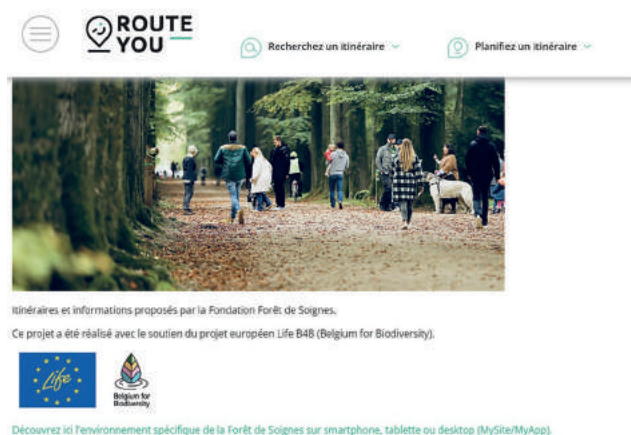 ROUTE
YOU
Recherchez un itinéraire
Planifiez un itinéraire
Itinéraires et informations proposés par la Fondation Forêt de Soignes.
Ce projet a été réalisé avec le soutien du projet européen Life B4B (Belgium for Biodiversity).
Life
Belgium for
Biodiversity
Découvrez ici l'environnement spécifique de la Forêt de Soignes sur smartphone, tablette ou desktop (MySite/MyApp).